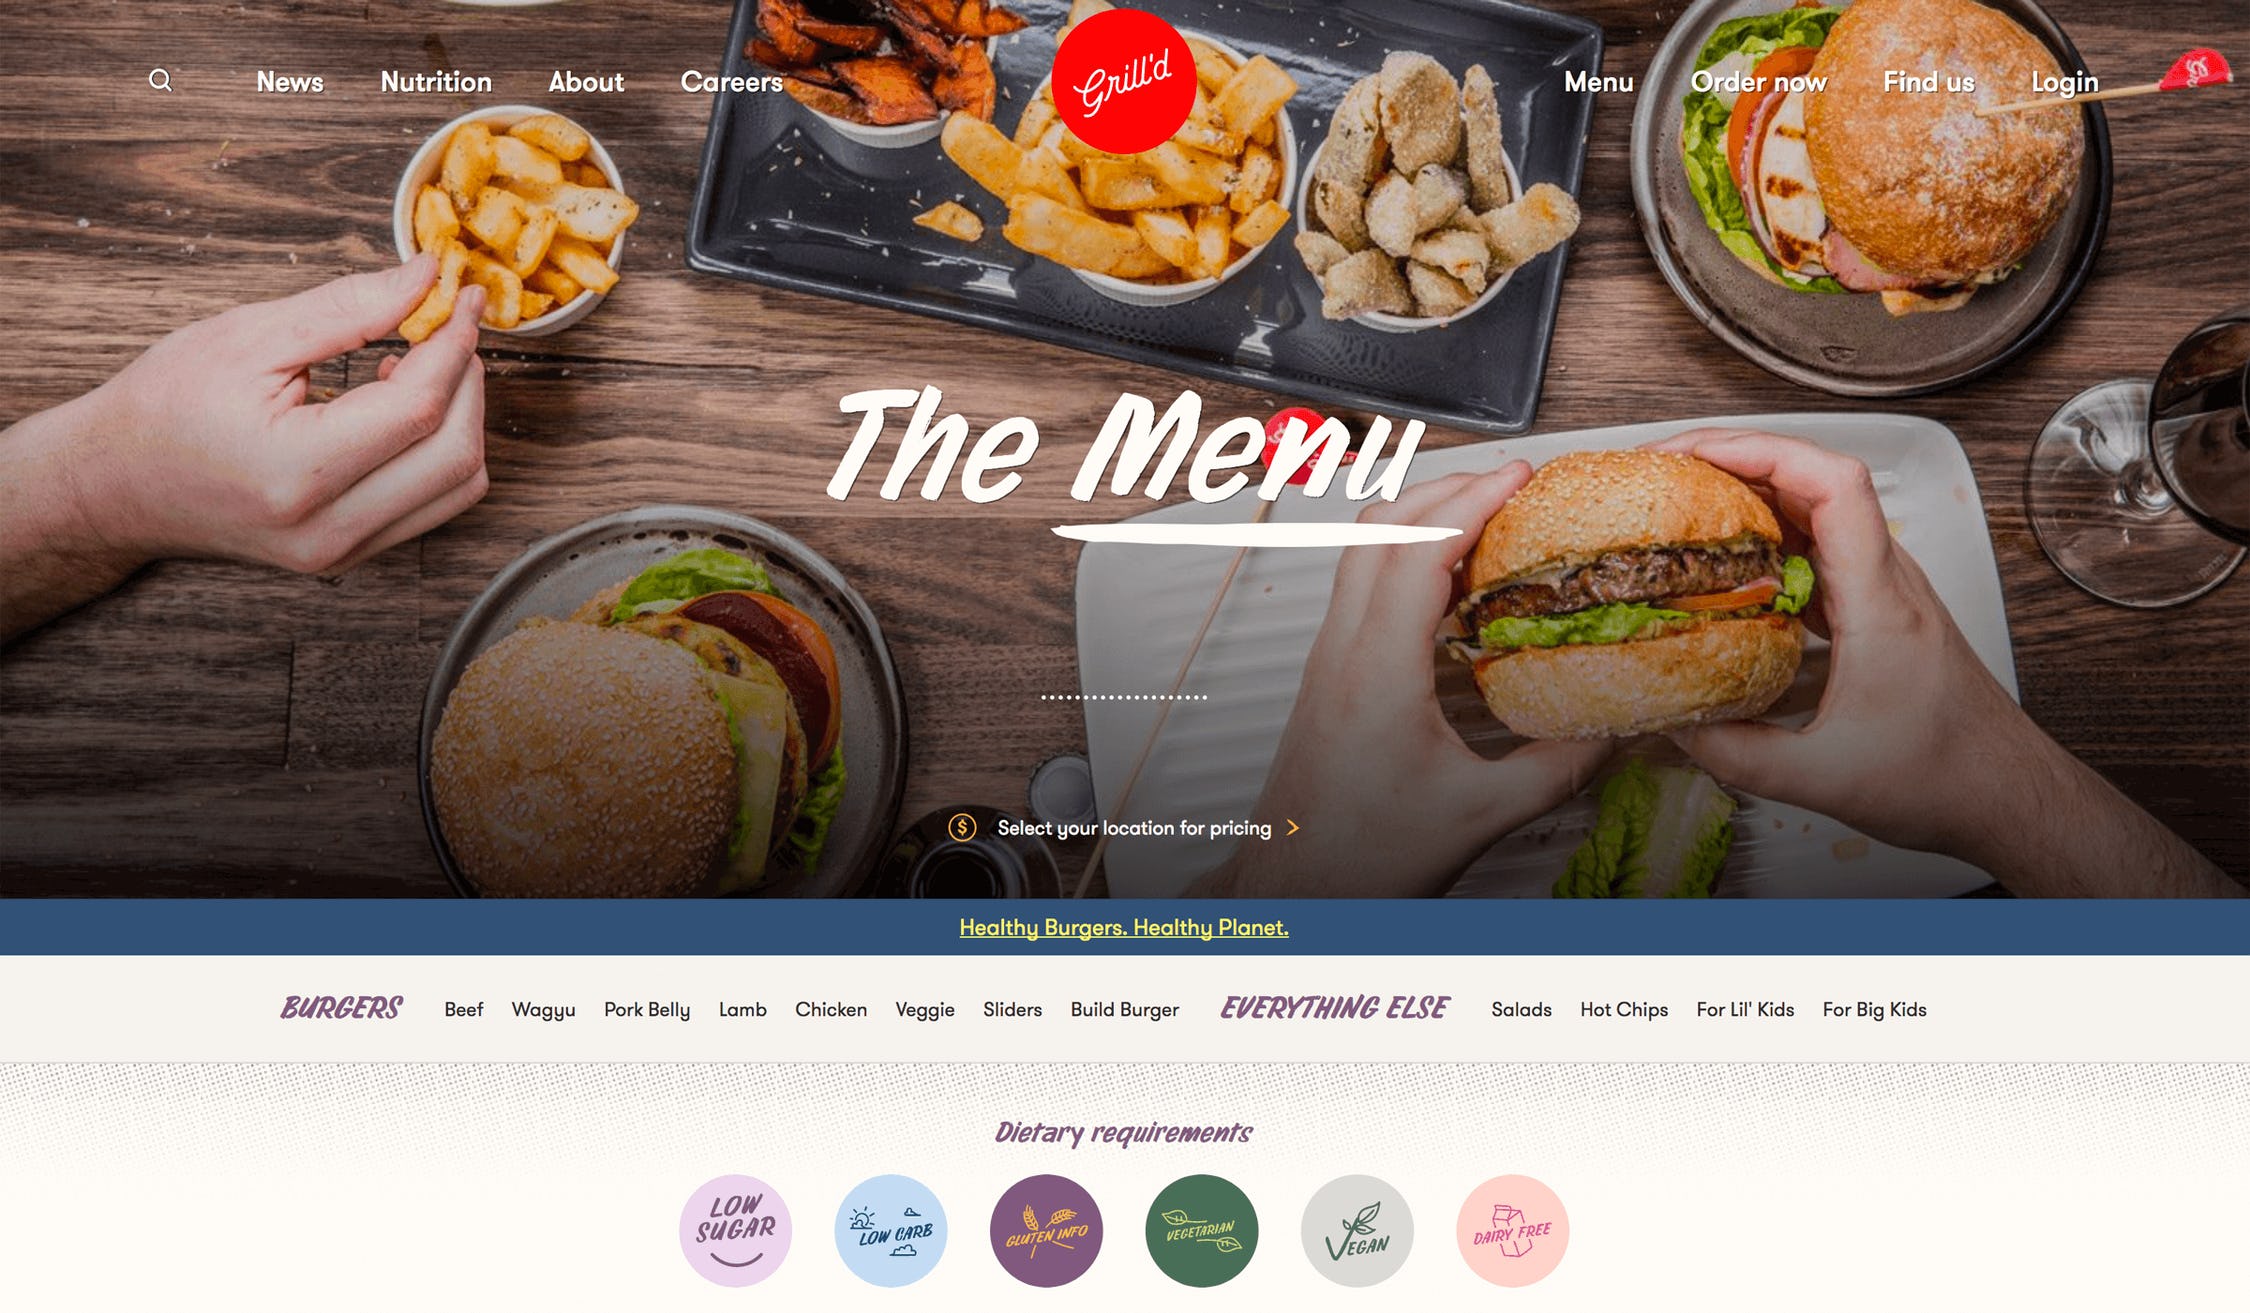 News Nutrition About Careers Grill'd Menu Order now Find us Login
The Menu
$ Select your location for pricing >
Healthy Burgers. Healthy Planet.
BURGERS Beef Wagyu Pork Belly Lamb Chicken Veggie Sliders Build Burger EVERYTHING ELSE Salads Hot Chips For Lil' Kids For Big Kids
Dietary requirements
LOW SUGAR
LOW CARB
GLUTEN INFO
VEGETARIAN
VEGAN
DAIRY FREE